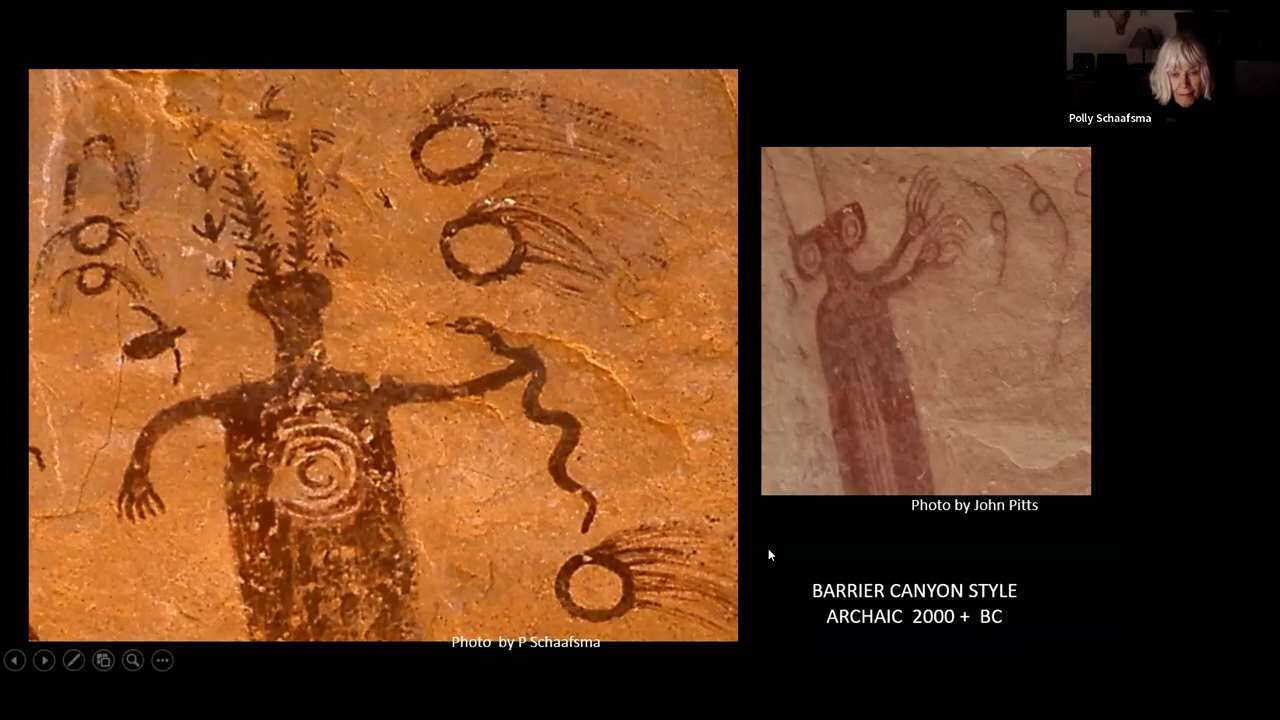 Polly Schaafsma
Photo by John Pitts
BARRIER CANYON STYLE
ARCHAIC 2000 + BC
Photo by P Schaafsma